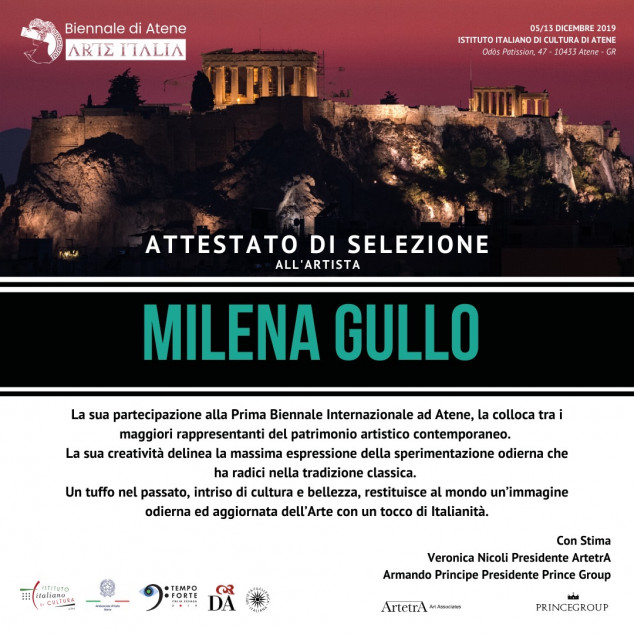 Biennale di Atene
ARTE ITALIA
05/13 DICEMBRE 2019
ISTITUTO ITALIANO DI CULTURA DI ATENE
Odòs Patission, 47 - 10433 Atene - GR
ATTESTATO DI SELEZIONE
ALL'ARTISTA
MILENA GULLO
La sua partecipazione alla Prima Biennale Internazionale ad Atene, la colloca tra i
maggiori rappresentanti del patrimonio artistico contemporaneo.
La sua creatività delinea la massima espressione della sperimentazione odierna che
ha radici nella tradizione classica.
Un tuffo nel passato, intriso di cultura e bellezza, restituisce al mondo un'immagine
odierna ed aggiornata dell'Arte con un tocco di Italianità.
Con Stima
Veronica Nicoli Presidente ArtetrA
Armando Principe Presidente Prince Group
ISTITUTO
italiano
di CULTURA
TEMPO
FORTE
DA
ArtetrA Art Associates
PRINCEGROUP